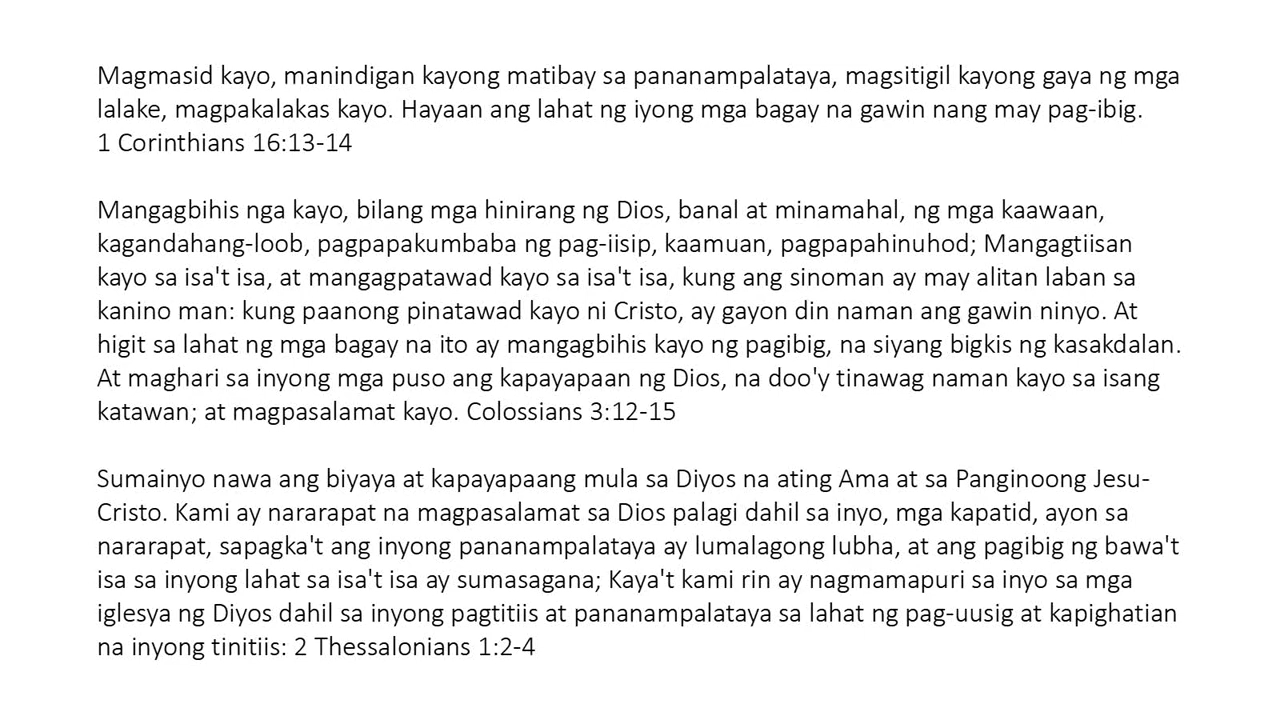 Magmasid kayo, manindigan kayong matibay sa pananampalataya, magsitigil kayong gaya ng mga
lalake, magpakalakas kayo. Hayaan ang lahat ng iyong mga bagay na gawin nang may pag-ibig.
1 Corinthians 16:13-14
Mangagbihis nga kayo, bilang mga hinirang ng Dios, banal at minamahal, ng mga kaawaan,
kagandahang-loob, pagpapakumbaba ng pag-iisip, kaamuan, pagpapahinuhod; Mangagtiisan
kayo sa isa't isa, at mangagpatawad kayo sa isa't isa, kung ang sinoman ay may alitan laban sa
kanino man: kung paanong pinatawad kayo ni Cristo, ay gayon din naman ang gawin ninyo. At
higit sa lahat ng mga bagay na ito ay mangagbihis kayo ng pagibig, na siyang bigkis ng kasakdalan.
At maghari sa inyong mga puso ang kapayapaan ng Dios, na doo'y tinawag naman kayo sa isang
katawan; at magpasalamat kayo. Colossians 3:12-15
Sumainyo nawa ang biyaya at kapayapaang mula sa Diyos na ating Ama at sa Panginoong Jesu-
Cristo. Kami ay nararapat na magpasalamat sa Dios palagi dahil sa inyo, mga kapatid, ayon sa
nararapat, sapagka't ang inyong pananampalataya ay lumalagong lubha, at ang pagibig ng bawa't
isa sa inyong lahat sa isa't isa ay sumasagana; Kaya't kami rin ay nagmamapuri sa inyo sa mga
iglesya ng Diyos dahil sa inyong pagtitiis at pananampalataya sa lahat ng pag-uusig at kapighatian
na inyong tinitiis: 2 Thessalonians 1:2-4